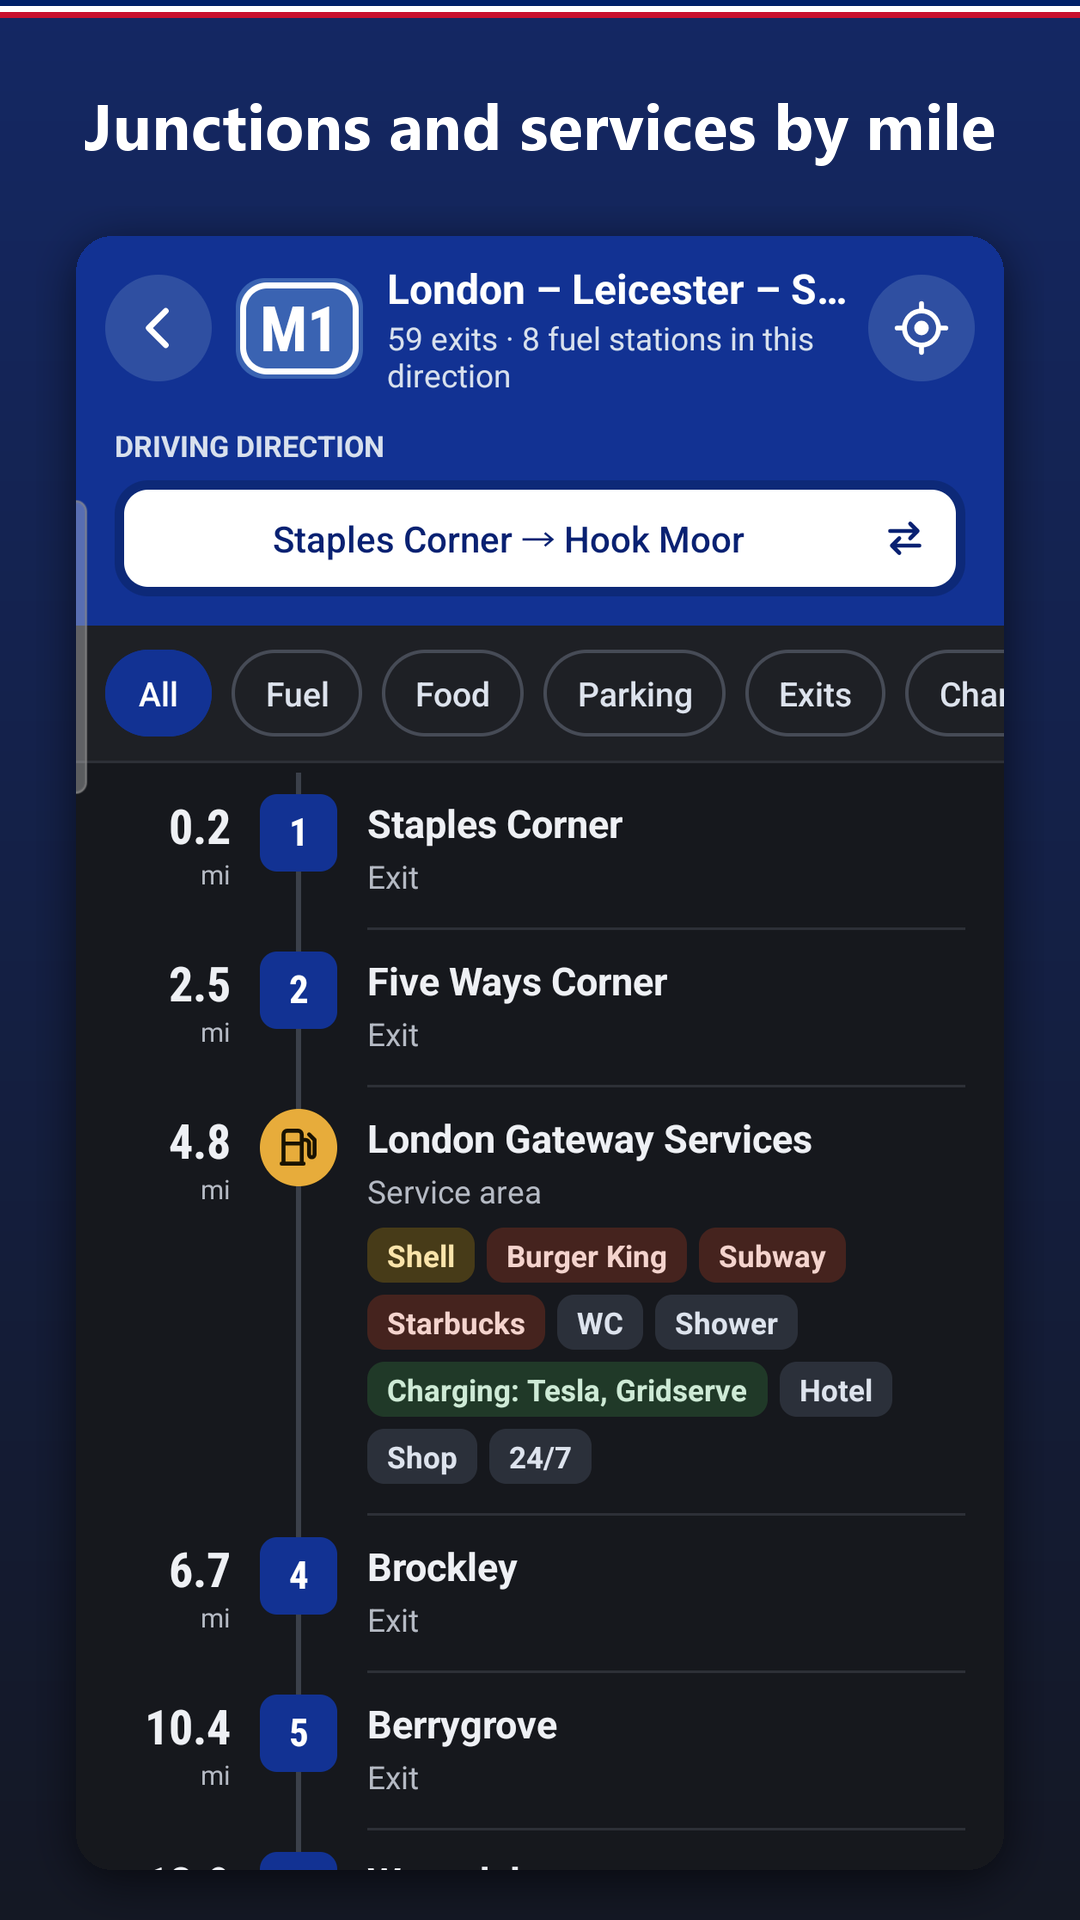 Junctions and services by mile
M1
London – Leicester – S...
59 exits · 8 fuel stations in this
direction
DRIVING DIRECTION
Staples Corner → Hook Moor
All
Fuel
Food
Parking
Exits
Char
0.2
mi
1
Staples Corner
Exit
2.5
mi
2
Five Ways Corner
Exit
4.8
mi
London Gateway Services
Service area
Shell
Burger King
Subway
Starbucks
WC
Shower
Charging: Tesla, Gridserve
Hotel
Shop
24/7
6.7
mi
4
Brockley
Exit
10.4
mi
5
Berrygrove
Exit